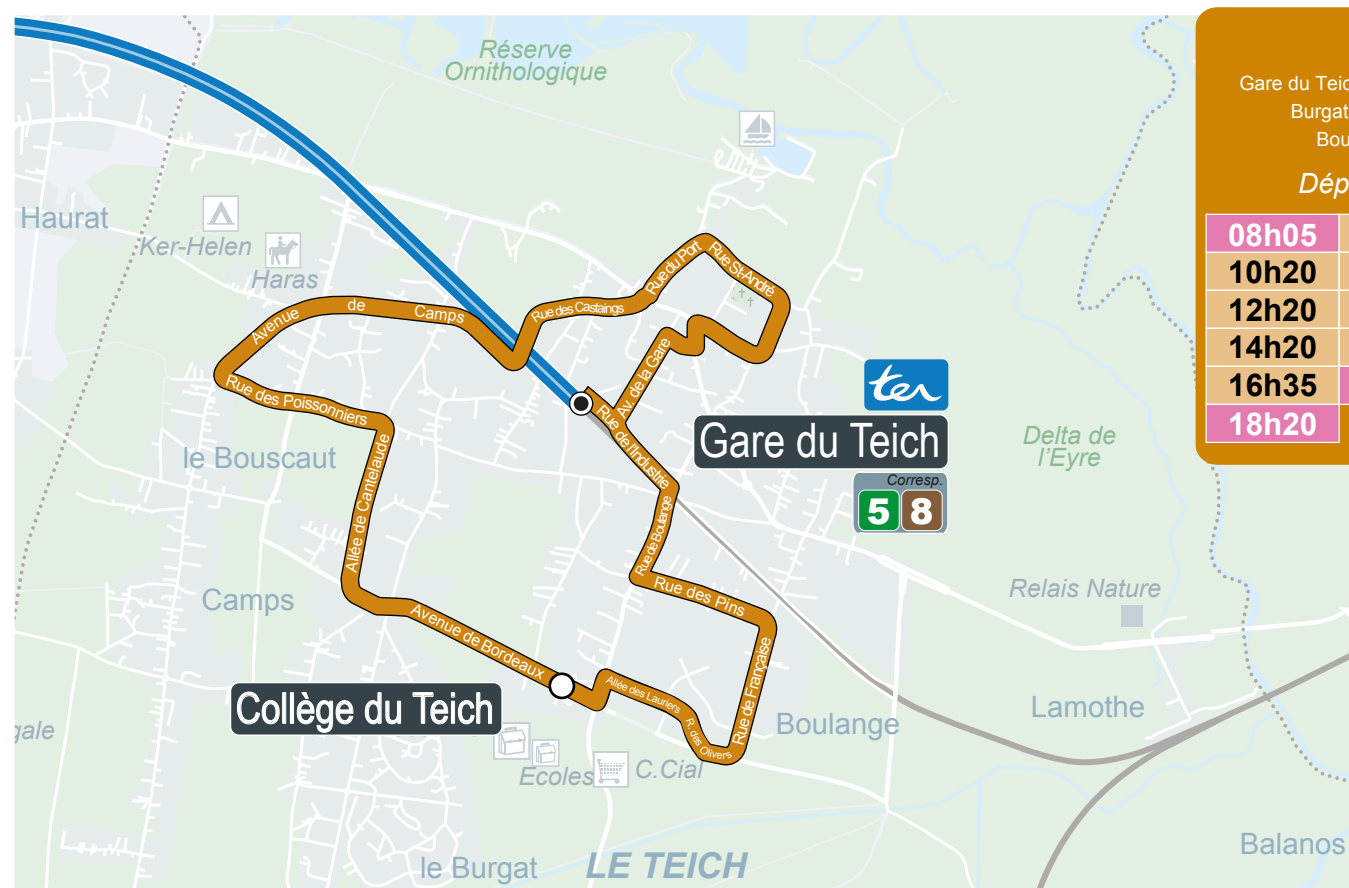 Réserve
Ornithologique
Gare du Teic
Burgat
Bou
Dép
08h05
10h20
12h20
14h20
16h35
18h20
Haurat
Ker-Helen
Haras
Avenue de Camps
Rue des Castaings
Rue du Port
Rue St-André
Av. de la Gare
Rue de l'Industrie
Rue des Poissonniers
le Bouscaut
Allée de Cantelaude
ter
Gare du Teich
Corresp.
5 8
Delta de
l'Eyre
Rue de Boulange
Rue des Pins
Relais Nature
Camps
Avenue de Bordeaux
Collège du Teich
Allée des Lauriers
R. des Olivers
Rue de Française
Boulange
Lamothe
gale
Ecoles
C.Cial
le Burgat
LE TEICH
Balanos